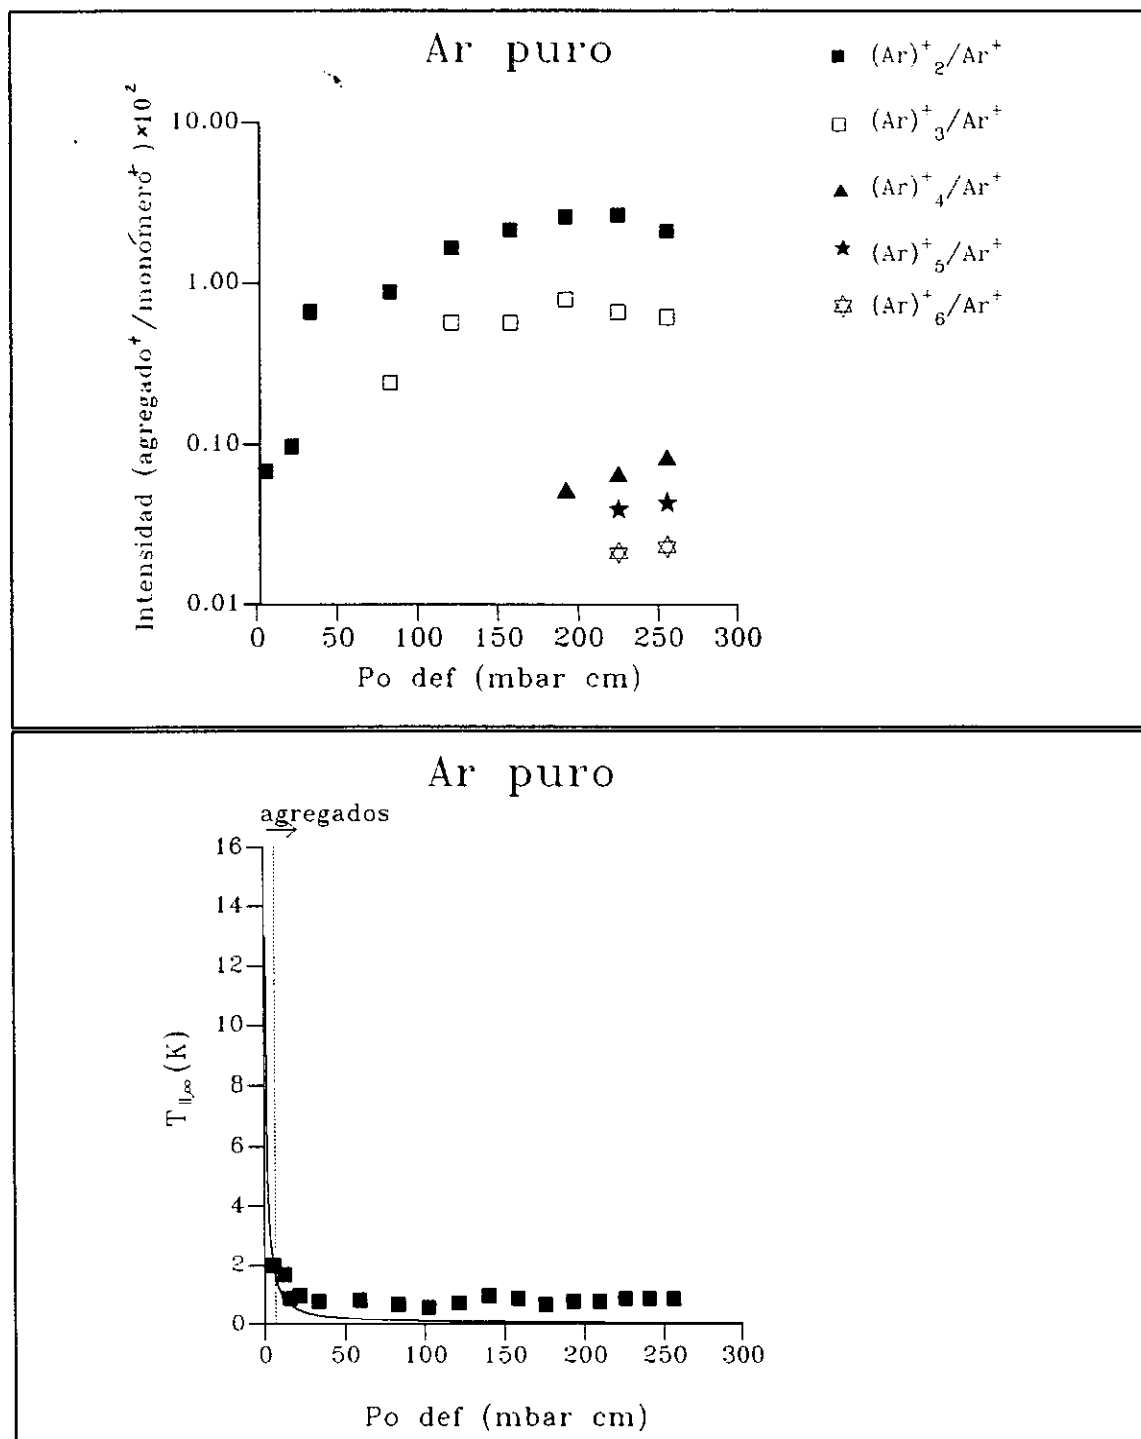 Ar puro
(Ar)⁺₂/Ar⁺
(Ar)⁺₃/Ar⁺
(Ar)⁺₄/Ar⁺
(Ar)⁺₅/Ar⁺
(Ar)⁺₆/Ar⁺
Intensidad (agregado⁺/monómero⁺)×10²
10.00
1.00
0.10
0.01
0 50 100 150 200 250 300
Po def (mbar cm)
Ar puro
agregados
T∥,∞(K)
16
14
12
10
8
6
4
2
0
0 50 100 150 200 250 300
Po def (mbar cm)